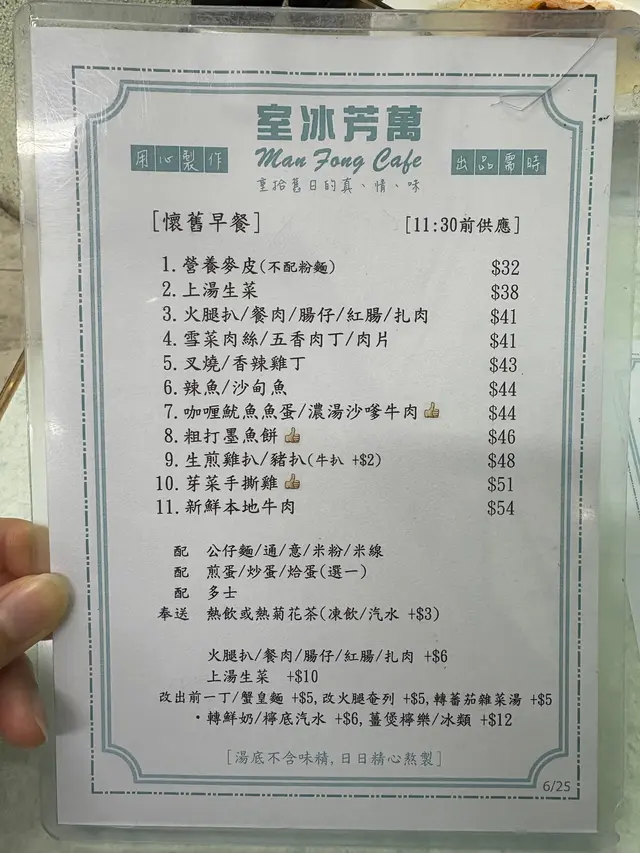 室冰芳萬
用心製作
Man Fong Cafe
出品需時
重拾舊日的真、情、味
[懷舊早餐] [11:30前供應]
1. 營養麥皮(不配粉麵) $32
2. 上湯生菜 $38
3. 火腿扒/餐肉/腸仔/紅腸/扎肉 $41
4. 雪菜肉絲/五香肉丁/肉片 $41
5. 叉燒/香辣雞丁 $43
6. 辣魚/沙甸魚 $44
7. 咖喱魷魚魚蛋/濃湯沙嗲牛肉👍 $44
8. 粗打墨魚餅👍 $46
9. 生煎雞扒/豬扒(牛扒 +$2) $48
10. 芽菜手撕雞👍 $51
11. 新鮮本地牛肉 $54
配 公仔麵/通/意/米粉/米線
配 煎蛋/炒蛋/烚蛋(選一)
配 多士
奉送 熱飲或熱菊花茶(凍飲/汽水 +$3)
火腿扒/餐肉/腸仔/紅腸/扎肉 +$6
上湯生菜 +$10
改出前一丁/蟹皇麵 +$5, 改火腿奄列 +$5, 轉蕃茄雜菜湯 +$5
・轉鮮奶/檸底汽水 +$6, 薑煲檸樂/冰類 +$12
[湯底不含味精, 日日精心熬製]
6/25